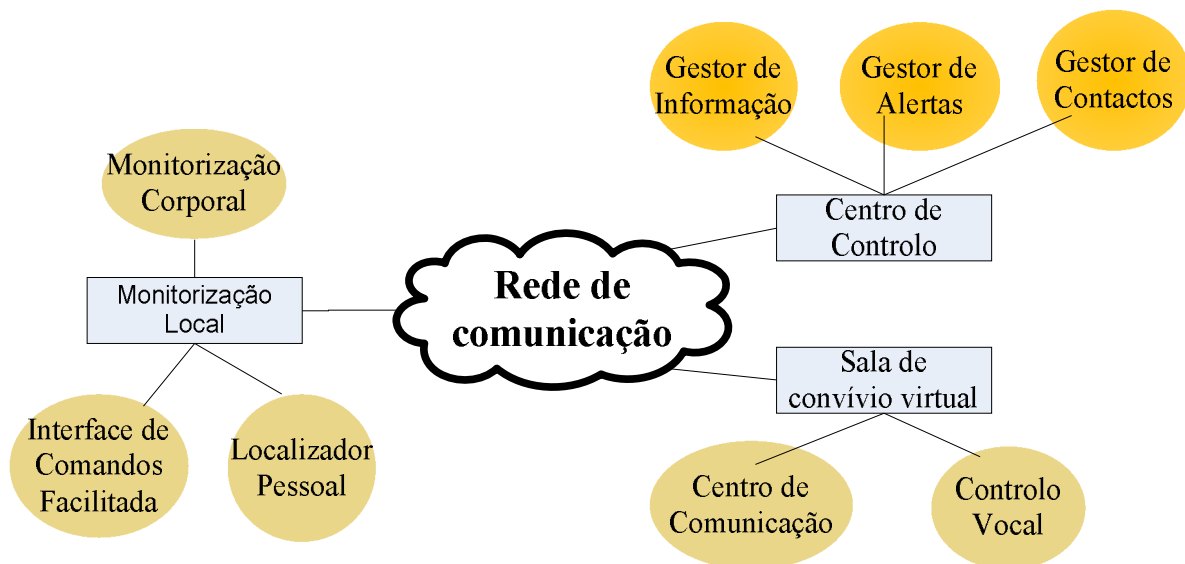 Gestor de
Informação
Gestor de
Alertas
Gestor de
Contactos
Monitorização
Corporal
Centro de
Controlo
Rede de
comunicação
Monitorização
Local
Sala de
convívio virtual
Interface de
Comandos
Facilitada
Localizador
Pessoal
Centro de
Comunicação
Controlo
Vocal